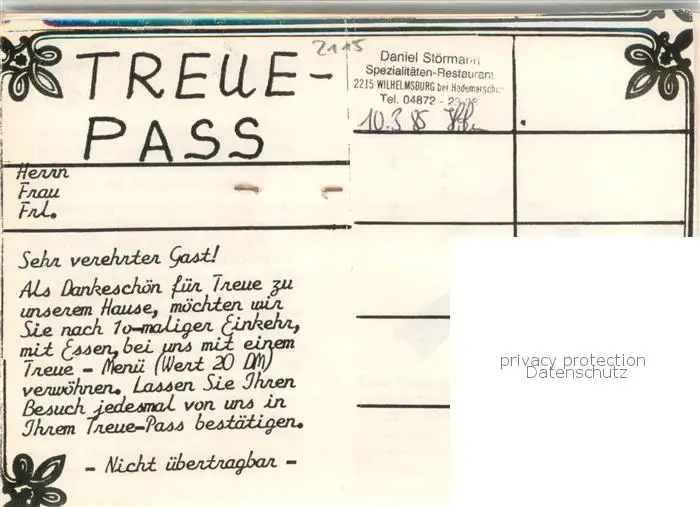 TREUE-
PASS
2115
Daniel Störmann
Spezialitäten-Restaurant
2215 WILHELMSBURG bei Hademarschen
Tel. 04872 -
10.3 85
Herrn
Frau
Frl.
Sehr verehrter Gast!
Als Dankeschön für Treue zu
unserem Hause, möchten wir
Sie nach 10-maliger Einkehr,
mit Essen, bei uns mit einem
Treue - Menü (Wert 20 DM)
verwöhnen. Lassen Sie Ihren
Besuch jedesmal von uns in
Ihrem Treue-Pass bestätigen.
- Nicht übertragbar -
privacy protection
Datenschutz